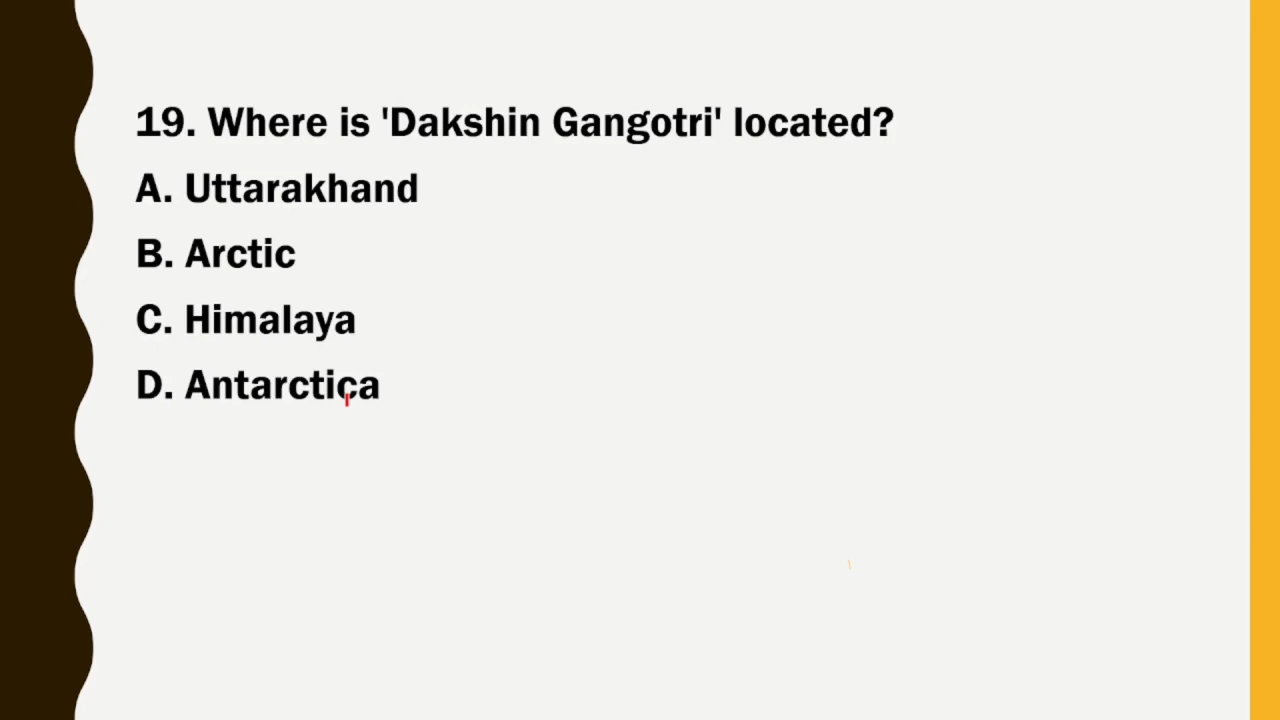 19. Where is 'Dakshin Gangotri' located?
A. Uttarakhand
B. Arctic
C. Himalaya
D. Antarctica